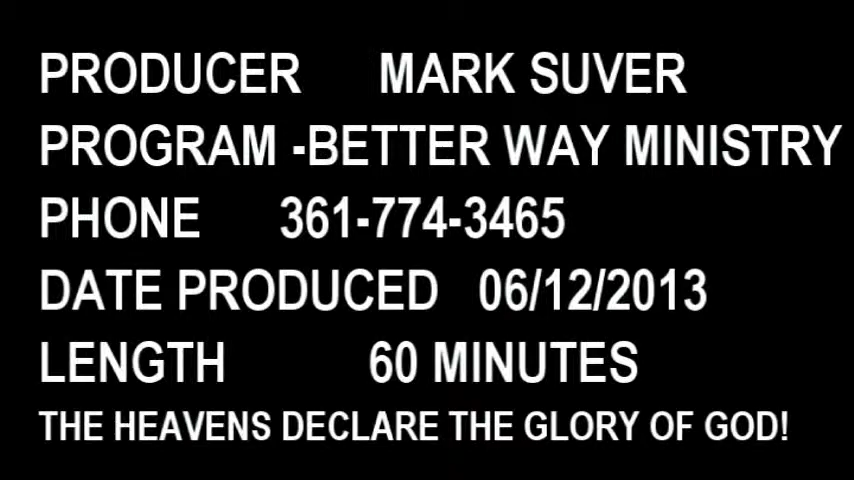 PRODUCER MARK SUVER
PROGRAM -BETTER WAY MINISTRY
PHONE 361-774-3465
DATE PRODUCED 06/12/2013
LENGTH 60 MINUTES
THE HEAVENS DECLARE THE GLORY OF GOD!